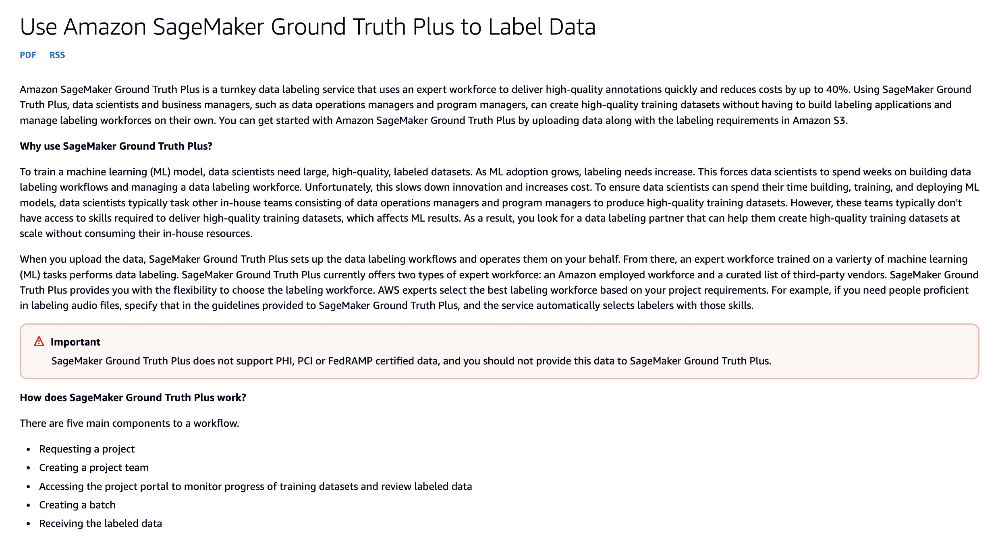 Use Amazon SageMaker Ground Truth Plus to Label Data
PDF
RSS
Amazon SageMaker Ground Truth Plus is a turnkey data labeling service that uses an expert workforce to deliver high-quality annotations quickly and reduces costs by up to 40%. Using SageMaker Ground
Truth Plus, data scientists and business managers, such as data operations managers and program managers, can create high-quality training datasets without having to build labeling applications and
manage labeling workforces on their own. You can get started with Amazon SageMaker Ground Truth Plus by uploading data along with the labeling requirements in Amazon S3.
Why use SageMaker Ground Truth Plus?
To train a machine learning (ML) model, data scientists need large, high-quality, labeled datasets. As ML adoption grows, labeling needs increase. This forces data scientists to spend weeks on building data
labeling workflows and managing a data labeling workforce. Unfortunately, this slows down innovation and increases cost. To ensure data scientists can spend their time building, training, and deploying ML
models, data scientists typically task other in-house teams consisting of data operations managers and program managers to produce high-quality training datasets. However, these teams typically don't
have access to skills required to deliver high-quality training datasets, which affects ML results. As a result, you look for a data labeling partner that can help them create high-quality training datasets at
scale without consuming their in-house resources.
When you upload the data, SageMaker Ground Truth Plus sets up the data labeling workflows and operates them on your behalf. From there, an expert workforce trained on a varierty of machine learning
(ML) tasks performs data labeling. SageMaker Ground Truth Plus currently offers two types of expert workforce: an Amazon employed workforce and a curated list of third-party vendors. SageMaker Ground
Truth Plus provides you with the flexibility to choose the labeling workforce. AWS experts select the best labeling workforce based on your project requirements. For example, if you need people proficient
in labeling audio files, specify that in the guidelines provided to SageMaker Ground Truth Plus, and the service automatically selects labelers with those skills.
Important
SageMaker Ground Truth Plus does not support PHI, PCI or FedRAMP certified data, and you should not provide this data to SageMaker Ground Truth Plus.
How does SageMaker Ground Truth Plus work?
There are five main components to a workflow.
• Requesting a project
• Creating a project team
• Accessing the project portal to monitor progress of training datasets and review labeled data
• Creating a batch
• Receiving the labeled data